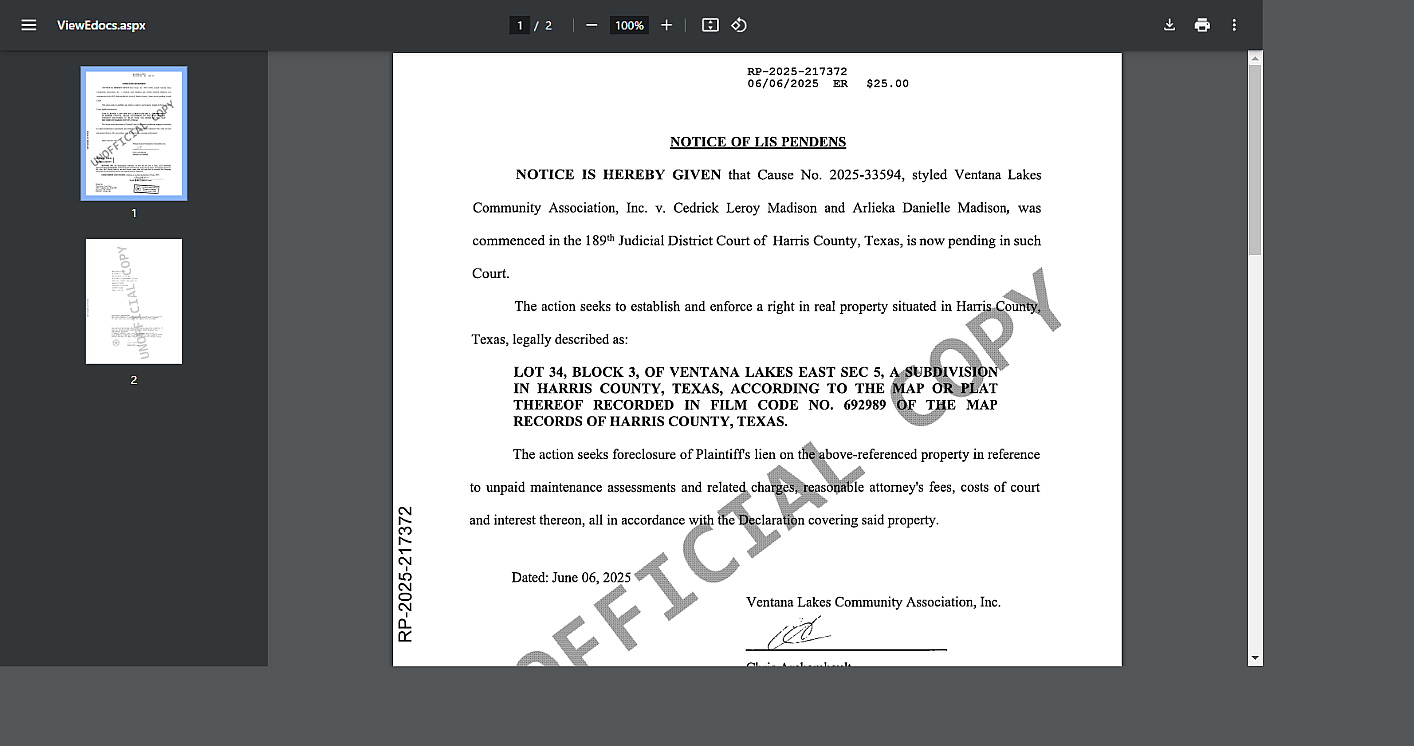 ViewEdocs.aspx
1 / 2
100%
1
2
RP-2025-217372
06/06/2025 ER $25.00
NOTICE OF LIS PENDENS
NOTICE IS HEREBY GIVEN that Cause No. 2025-33594, styled Ventana Lakes
Community Association, Inc. v. Cedrick Leroy Madison and Arlieka Danielle Madison, was
commenced in the 189th Judicial District Court of Harris County, Texas, is now pending in such
Court.
The action seeks to establish and enforce a right in real property situated in Harris County,
Texas, legally described as:
LOT 34, BLOCK 3, OF VENTANA LAKES EAST SEC 5, A SUBDIVISION
IN HARRIS COUNTY, TEXAS, ACCORDING TO THE MAP OR PLAT
THEREOF RECORDED IN FILM CODE NO. 692989 OF THE MAP
RECORDS OF HARRIS COUNTY, TEXAS.
The action seeks foreclosure of Plaintiff's lien on the above-referenced property in reference
to unpaid maintenance assessments and related charges, reasonable attorney's fees, costs of court
and interest thereon, all in accordance with the Declaration covering said property.
Dated: June 06, 2025
Ventana Lakes Community Association, Inc.
RP-2025-217372
OFFICIAL COPY
UNOFFICIAL COPY
UNOFFICIAL COPY